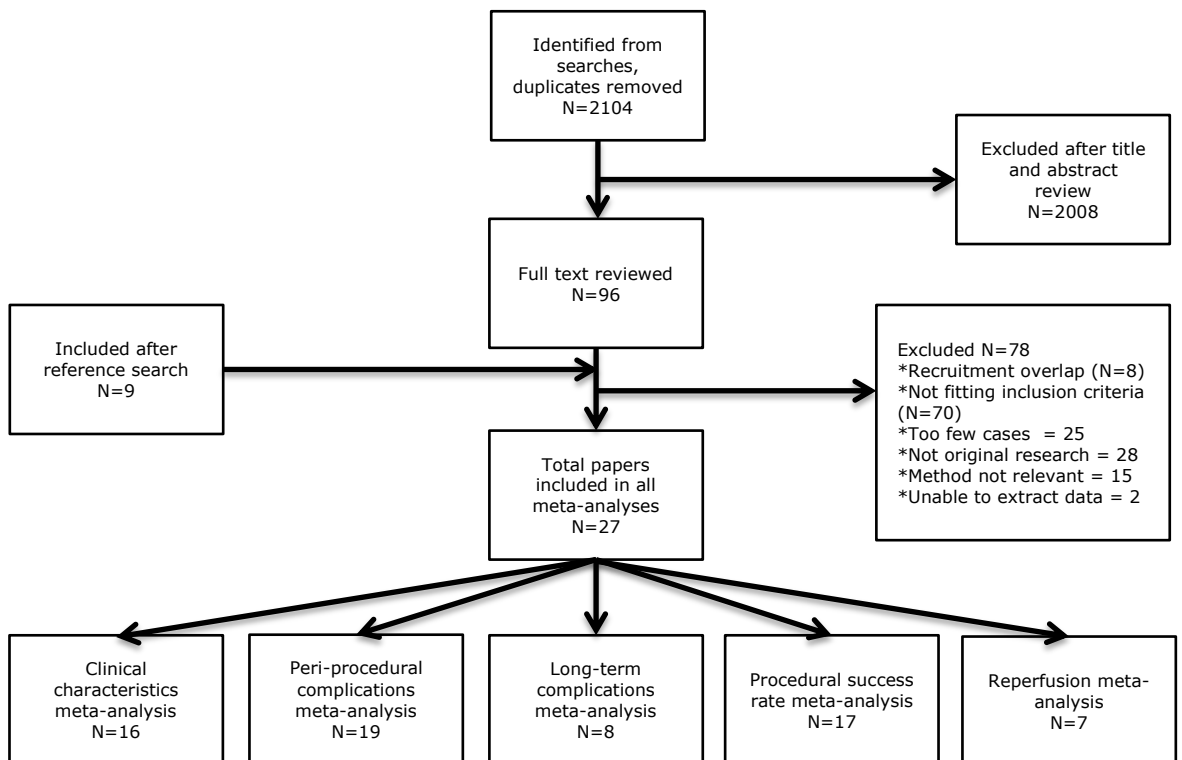 Identified from
searches,
duplicates removed
N=2104
Excluded after title
and abstract
review
N=2008
Full text reviewed
N=96
Included after
reference search
N=9
Excluded N=78
*Recruitment overlap (N=8)
*Not fitting inclusion criteria
(N=70)
*Too few cases = 25
*Not original research = 28
*Method not relevant = 15
*Unable to extract data = 2
Total papers
included in all
meta-analyses
N=27
Clinical
characteristics
meta-analysis
N=16
Peri-procedural
complications
meta-analysis
N=19
Long-term
complications
meta-analysis
N=8
Procedural success
rate meta-analysis
N=17
Reperfusion meta-
analysis
N=7